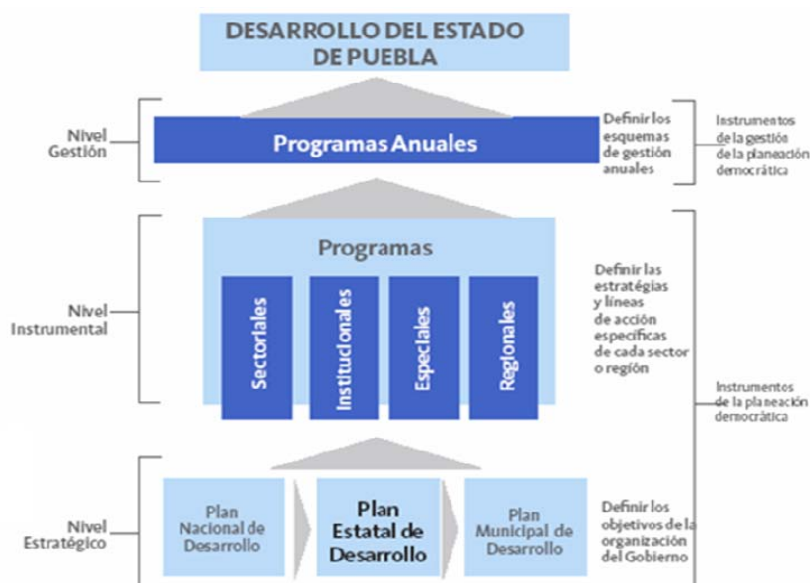 DESARROLLO DEL ESTADO
DE PUEBLA
Nivel
Gestión
Programas Anuales
Definir los
esquemas
de gestión
anuales
Instrumentos
de la gestión
de la planeación
democrática
Nivel
Instrumental
Programas
Sectoriales
Institucionales
Especiales
Regionales
Definir las
estratégias
y líneas
de acción
específicas
de cada sector
o región
Instrumentos
de la planeación
democrática
Nivel
Estratégico
Plan
Nacional de
Desarrollo
Plan
Estatal de
Desarrollo
Plan
Municipal de
Desarrollo
Definir los
objetivos de la
organización
del Gobierno